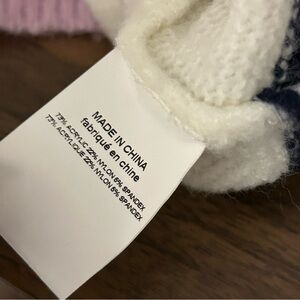 MADE IN CHINA
fabriqué en chine
73% ACRYLIC 22% NYLON 5% SPANDEX
73% ACRYLIQUE 22% NYLON 5% SPANDEX